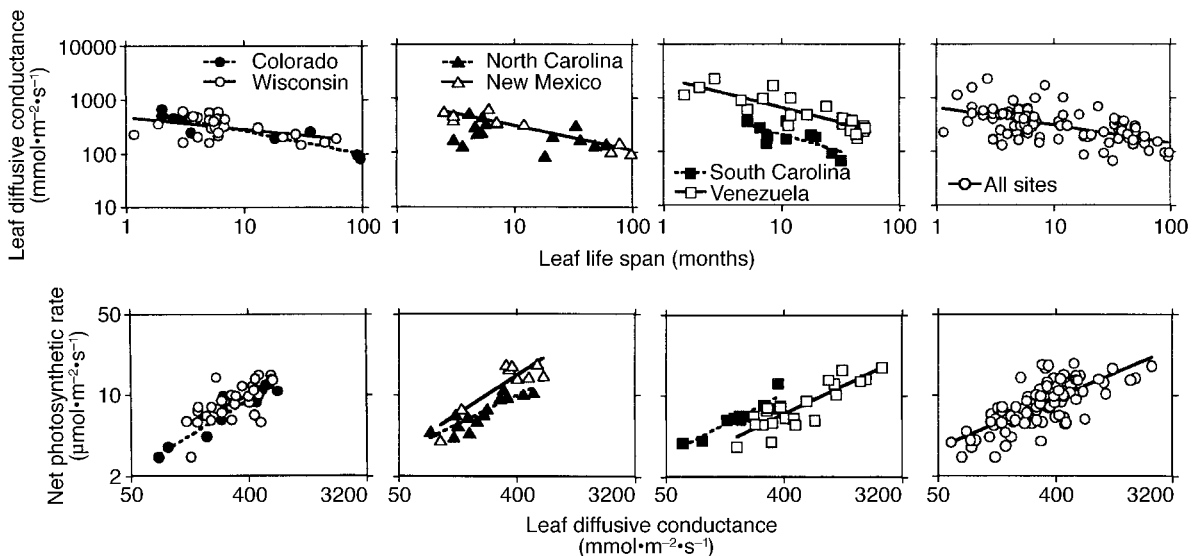 Leaf diffusive conductance
(mmol•m⁻²•s⁻¹)
10000
1000
100
10
Colorado
Wisconsin
North Carolina
New Mexico
South Carolina
Venezuela
All sites
1 10 100
1 10 100
1 10 100
1 10 100
Leaf life span (months)
Net photosynthetic rate
(μmol•m⁻²•s⁻¹)
50
10
2
50 400 3200
50 400 3200
50 400 3200
50 400 3200
Leaf diffusive conductance
(mmol•m⁻²•s⁻¹)